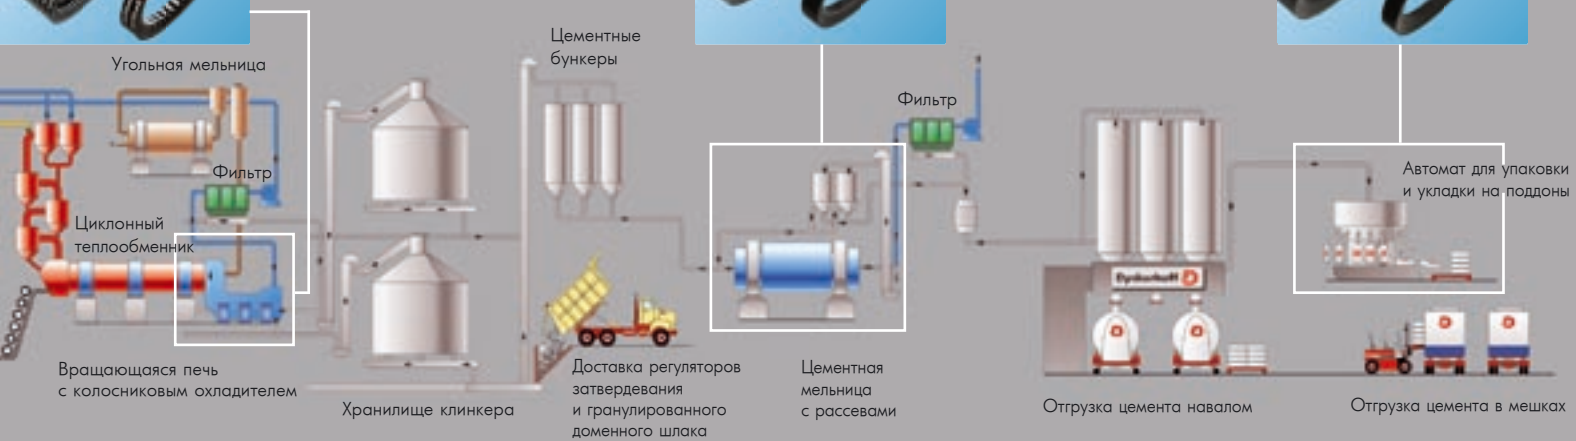 Цементные
бункеры
Угольная мельница
Фильтр
Фильтр
Автомат для упаковки
и укладки на поддоны
Циклонный
теплообменник
Dyckerhoff
Вращающаяся печь
с колосниковым охладителем
Хранилище клинкера
Доставка регуляторов
затвердевания
и гранулированного
доменного шлака
Цементная
мельница
с рассевами
Отгрузка цемента навалом
Отгрузка цемента в мешках